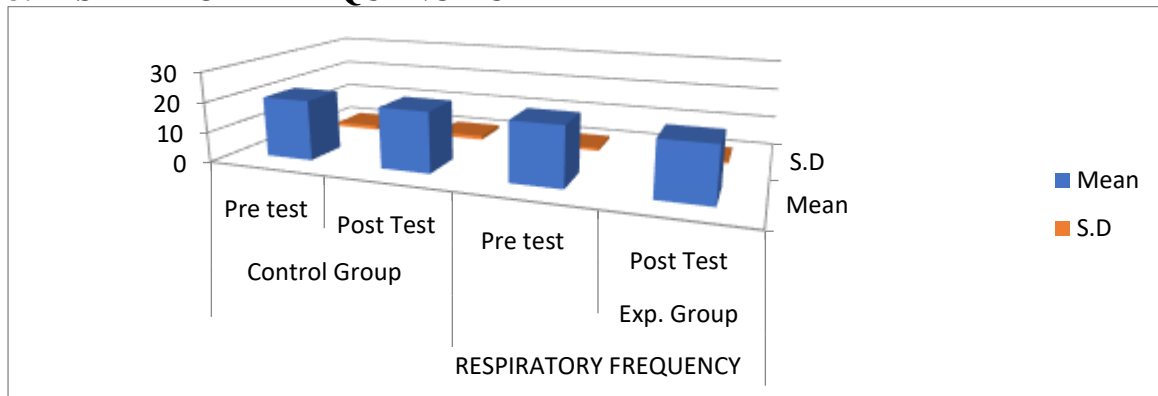 30
20
10
0
Pre test
Post Test
Pre test
Post Test
Control Group
Exp. Group
RESPIRATORY FREQUENCY
S.D
Mean
Mean
S.D